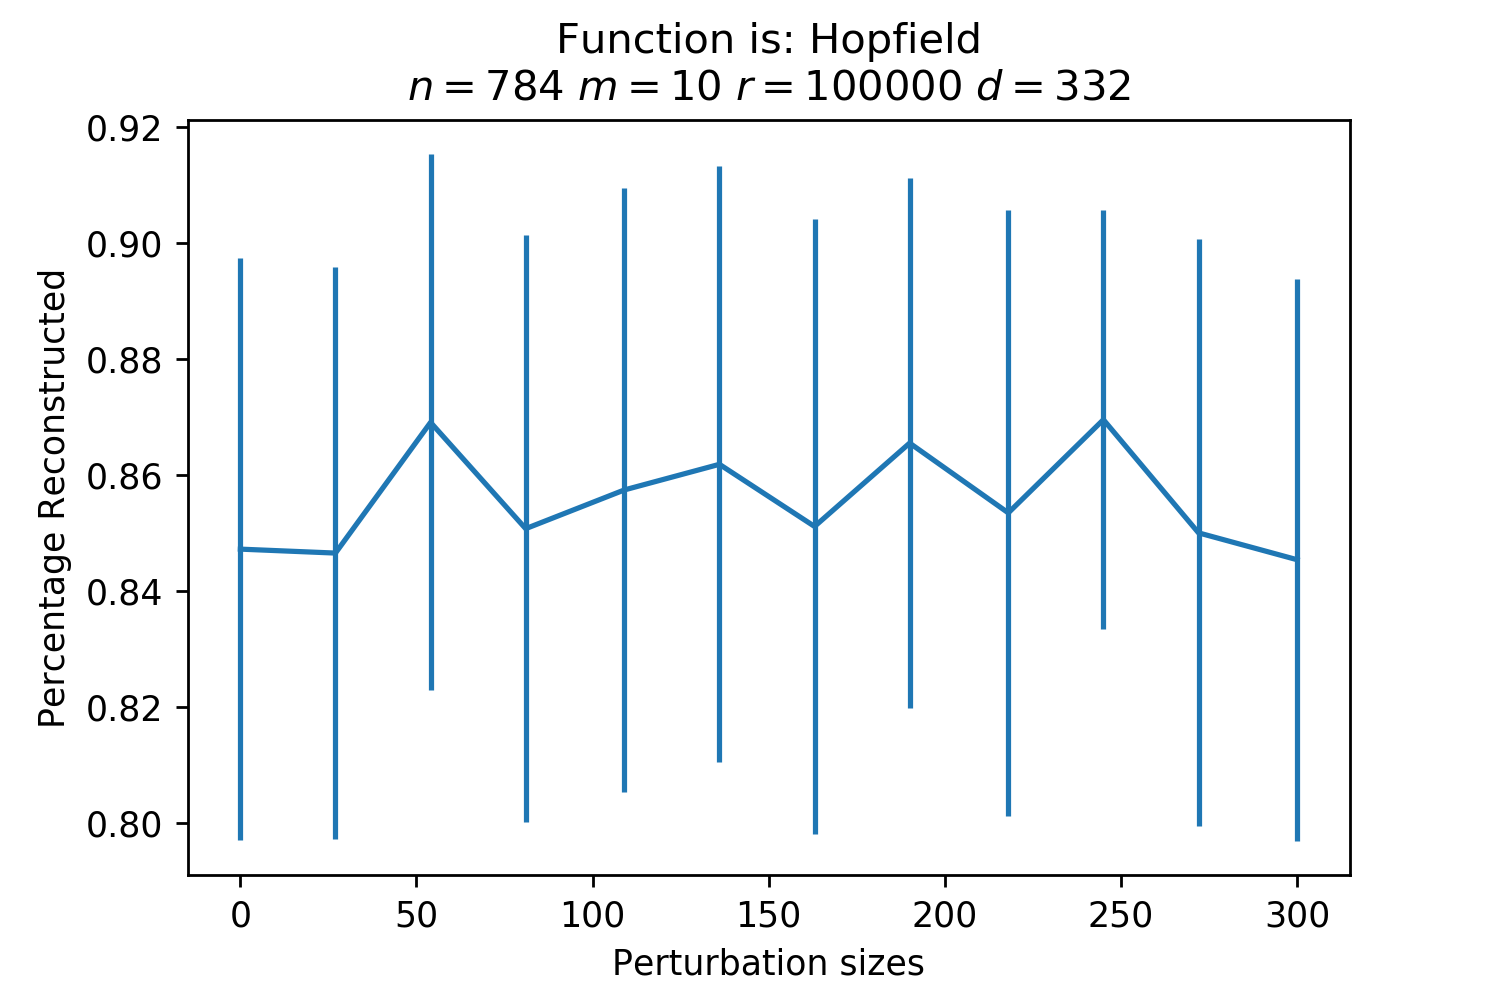 Function is: Hopfield
n = 784 m = 10 r = 100000 d = 332
0.92
0.90
0.88
0.86
0.84
0.82
0.80
Percentage Reconstructed
0 50 100 150 200 250 300
Perturbation sizes